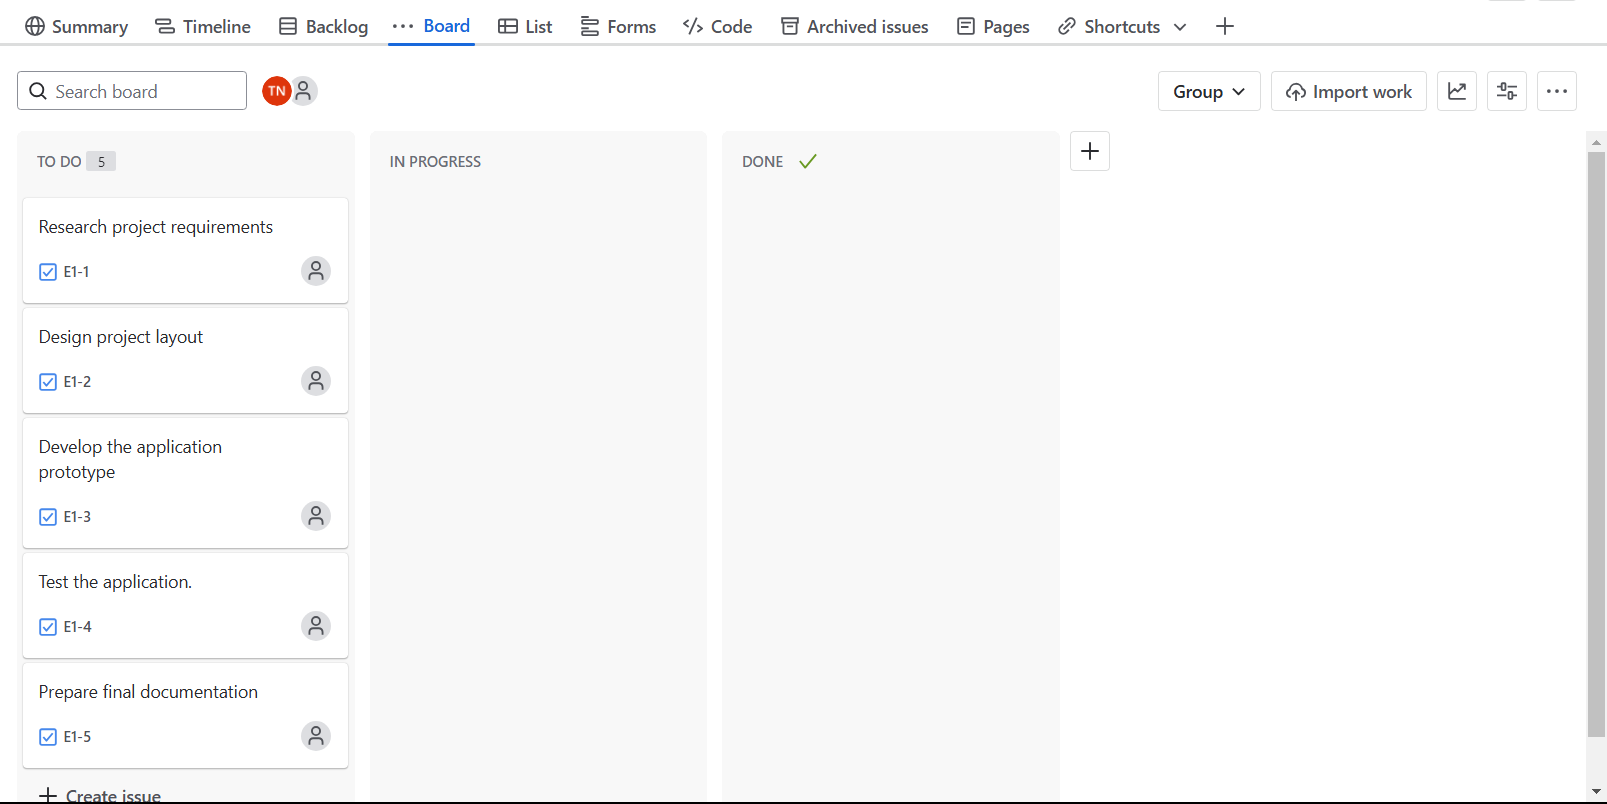 Summary Timeline Backlog Board List Forms Code Archived issues Pages Shortcuts
Search board TN Group Import work
TO DO 5
Research project requirements
E1-1
Design project layout
E1-2
Develop the application
prototype
E1-3
Test the application.
E1-4
Prepare final documentation
E1-5
Create issue
IN PROGRESS
DONE